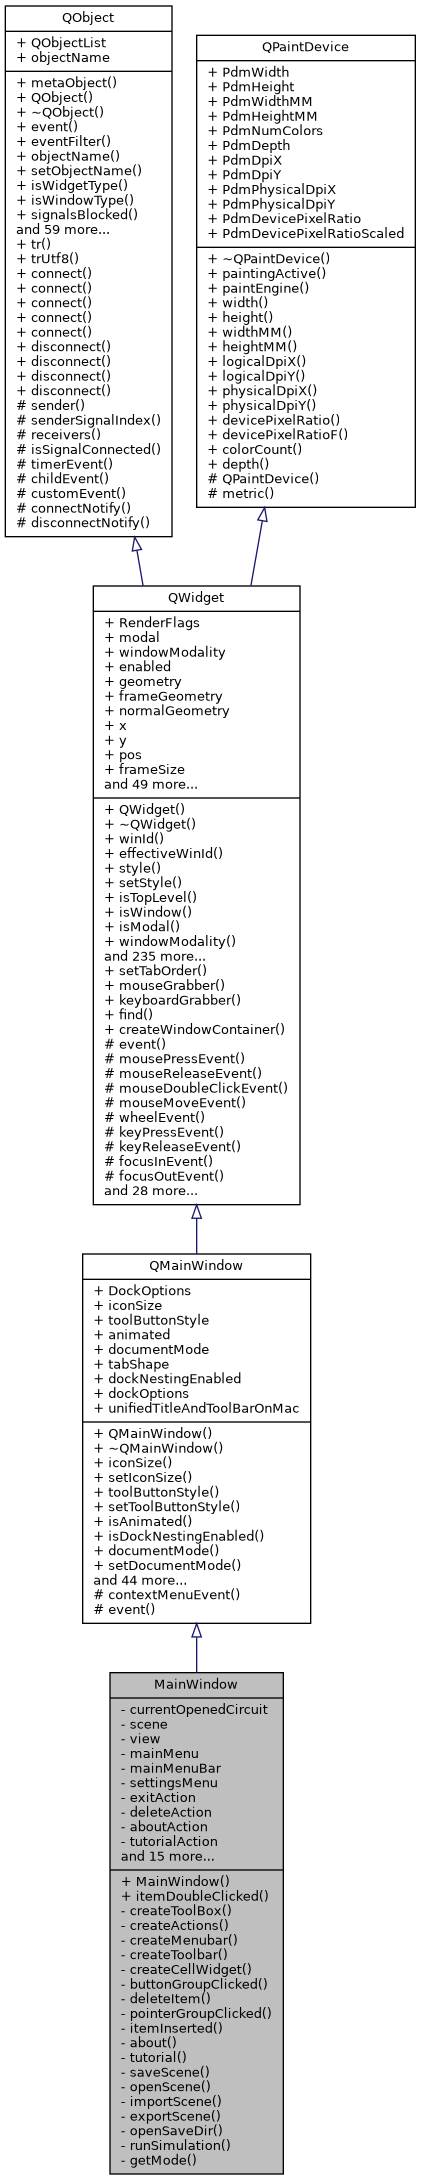 QObject
+ QObjectList
+ objectName
+ metaObject()
+ QObject()
+ ~QObject()
+ event()
+ eventFilter()
+ objectName()
+ setObjectName()
+ isWidgetType()
+ isWindowType()
+ signalsBlocked()
and 59 more...
+ tr()
+ trUtf8()
+ connect()
+ connect()
+ connect()
+ connect()
+ connect()
+ disconnect()
+ disconnect()
+ disconnect()
+ disconnect()
# sender()
# senderSignalIndex()
# receivers()
# isSignalConnected()
# timerEvent()
# childEvent()
# customEvent()
# connectNotify()
# disconnectNotify()
QPaintDevice
+ PdmWidth
+ PdmHeight
+ PdmWidthMM
+ PdmHeightMM
+ PdmNumColors
+ PdmDepth
+ PdmDpiX
+ PdmDpiY
+ PdmPhysicalDpiX
+ PdmPhysicalDpiY
+ PdmDevicePixelRatio
+ PdmDevicePixelRatioScaled
+ ~QPaintDevice()
+ paintingActive()
+ paintEngine()
+ width()
+ height()
+ widthMM()
+ heightMM()
+ logicalDpiX()
+ logicalDpiY()
+ physicalDpiX()
+ physicalDpiY()
+ devicePixelRatio()
+ devicePixelRatioF()
+ colorCount()
+ depth()
# QPaintDevice()
# metric()
QWidget
+ RenderFlags
+ modal
+ windowModality
+ enabled
+ geometry
+ frameGeometry
+ normalGeometry
+ x
+ y
+ pos
+ frameSize
and 49 more...
+ QWidget()
+ ~QWidget()
+ winId()
+ effectiveWinId()
+ style()
+ setStyle()
+ isTopLevel()
+ isWindow()
+ isModal()
+ windowModality()
and 235 more...
+ setTabOrder()
+ mouseGrabber()
+ keyboardGrabber()
+ find()
+ createWindowContainer()
# event()
# mousePressEvent()
# mouseReleaseEvent()
# mouseDoubleClickEvent()
# mouseMoveEvent()
# wheelEvent()
# keyPressEvent()
# keyReleaseEvent()
# focusInEvent()
# focusOutEvent()
and 28 more...
QMainWindow
+ DockOptions
+ iconSize
+ toolButtonStyle
+ animated
+ documentMode
+ tabShape
+ dockNestingEnabled
+ dockOptions
+ unifiedTitleAndToolBarOnMac
+ QMainWindow()
+ ~QMainWindow()
+ iconSize()
+ setIconSize()
+ toolButtonStyle()
+ setToolButtonStyle()
+ isAnimated()
+ isDockNestingEnabled()
+ documentMode()
+ setDocumentMode()
and 44 more...
# contextMenuEvent()
# event()
MainWindow
- currentOpenedCircuit
- scene
- view
- mainMenu
- mainMenuBar
- settingsMenu
- exitAction
- deleteAction
- aboutAction
- tutorialAction
and 15 more...
+ MainWindow()
+ itemDoubleClicked()
- createToolBox()
- createActions()
- createMenubar()
- createToolbar()
- createCellWidget()
- buttonGroupClicked()
- deleteItem()
- pointerGroupClicked()
- itemInserted()
- about()
- tutorial()
- saveScene()
- openScene()
- importScene()
- exportScene()
- openSaveDir()
- runSimulation()
- getMode()